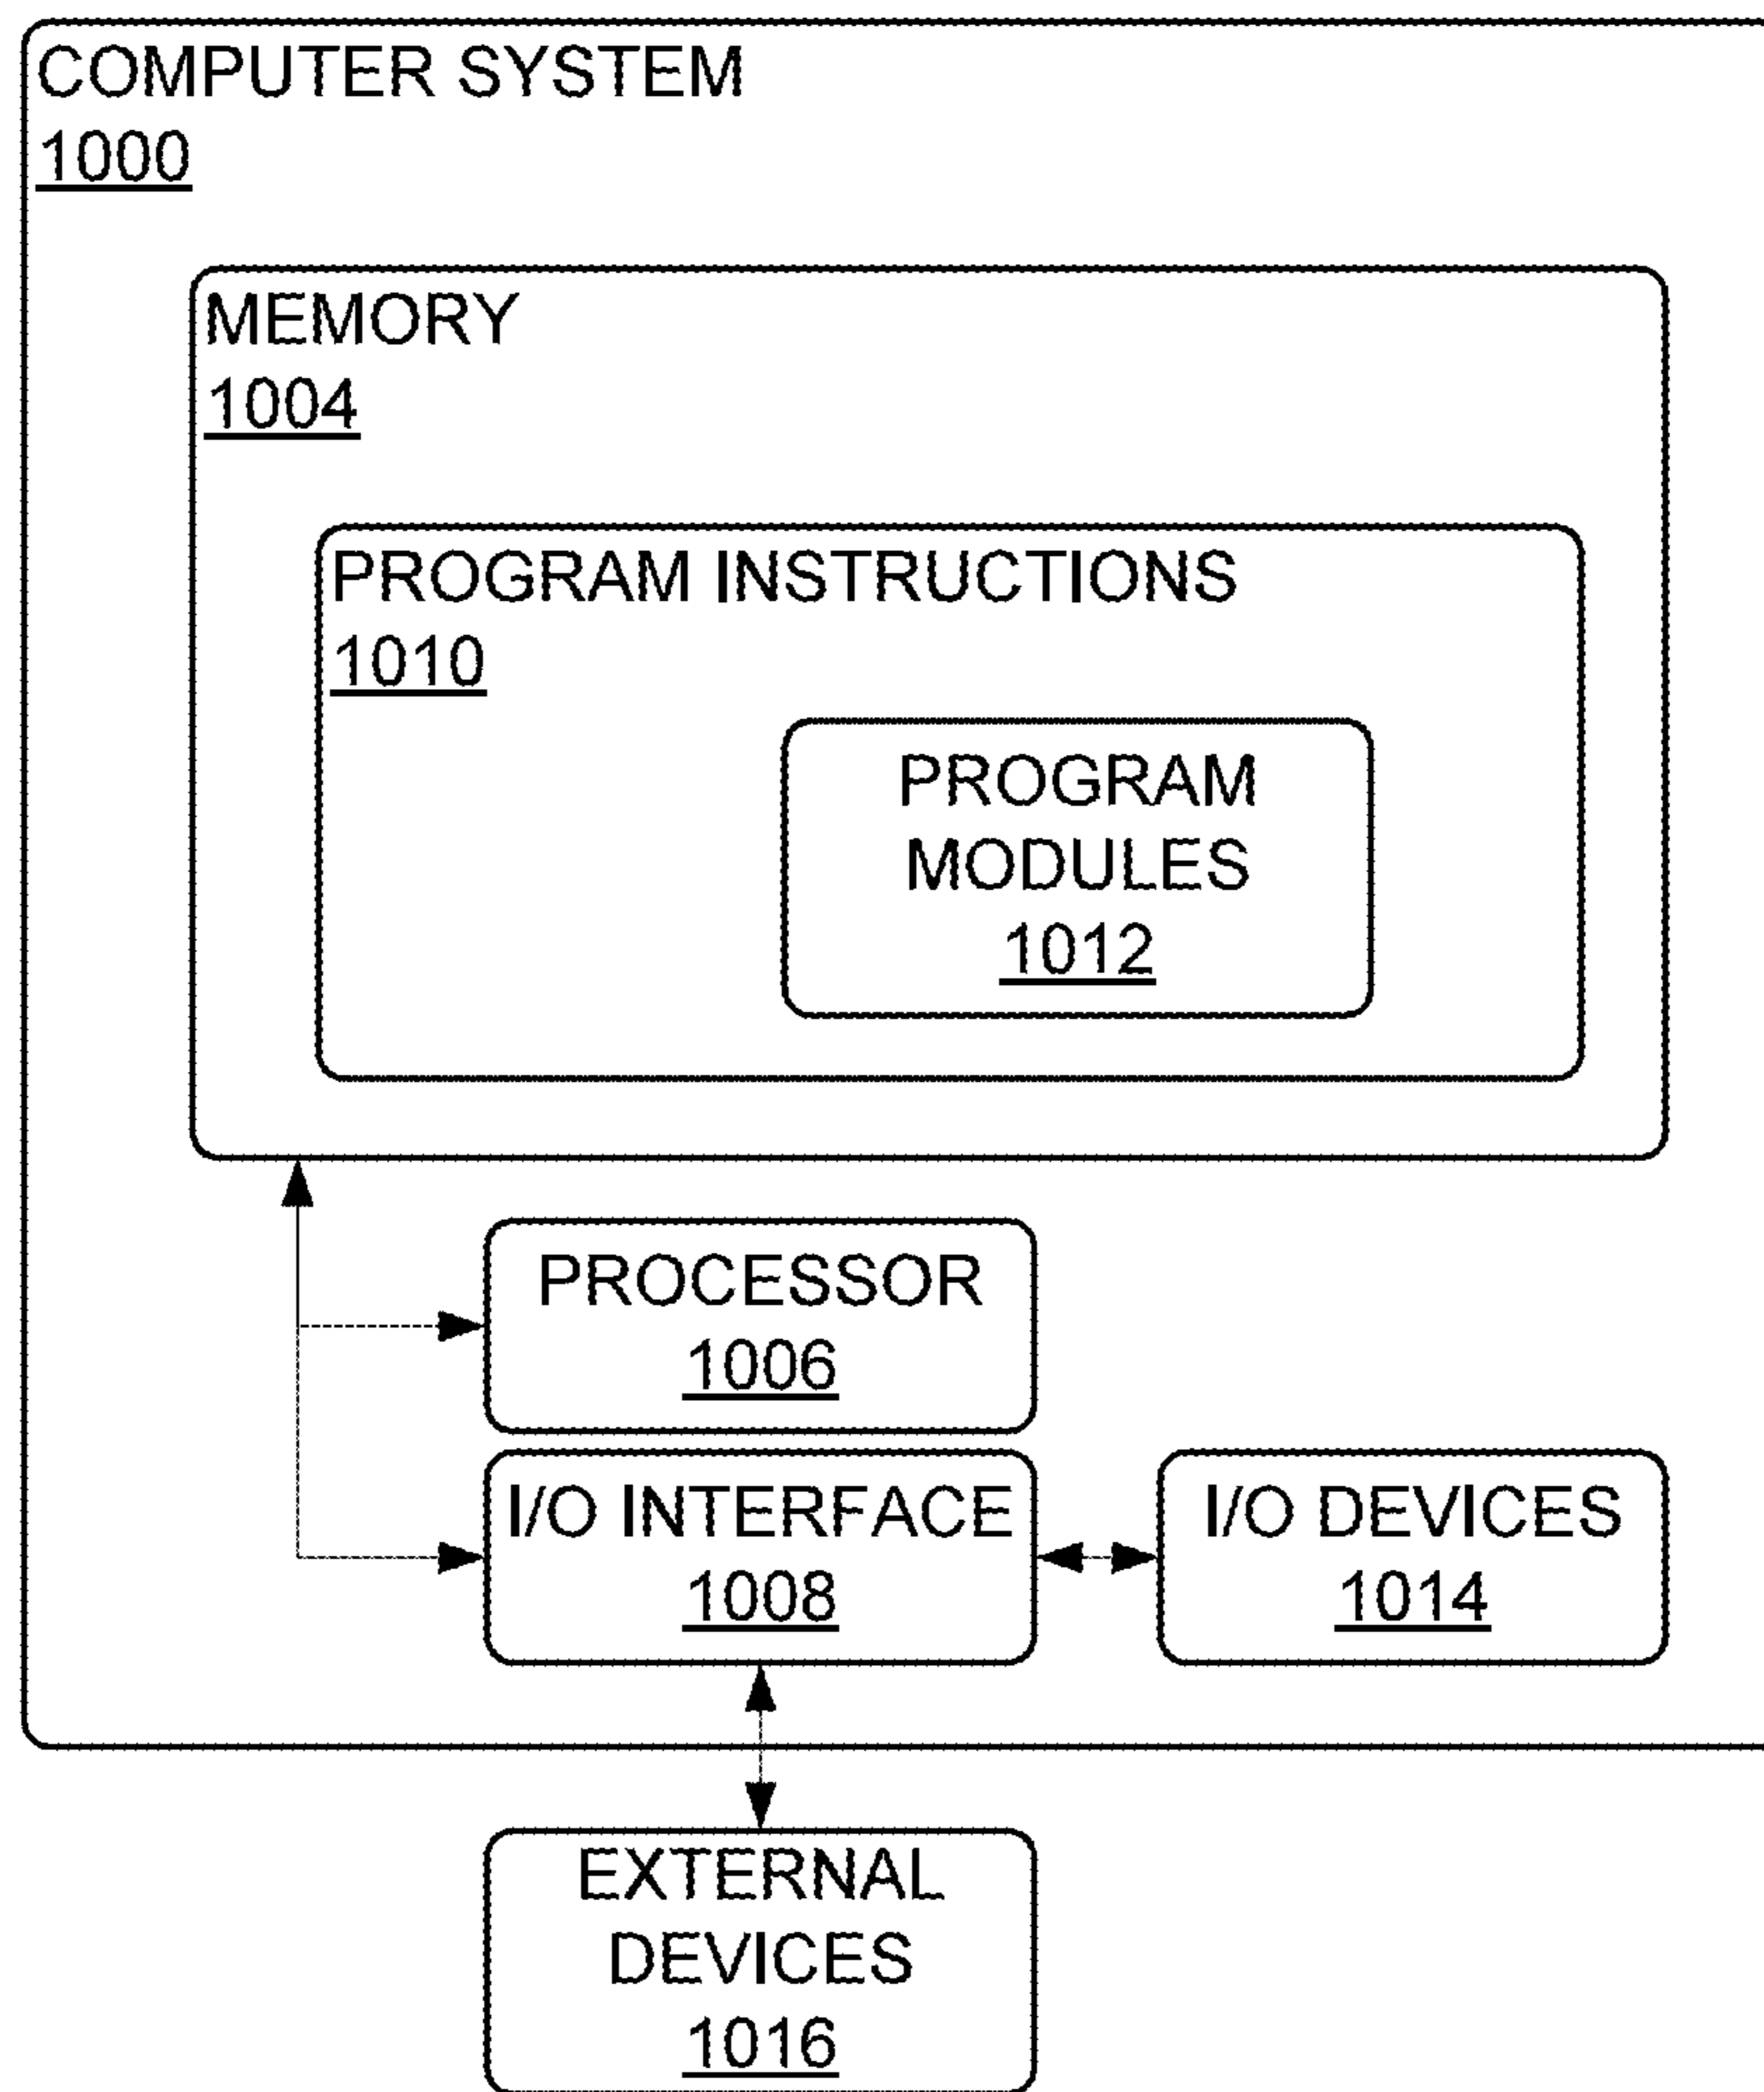 COMPUTER SYSTEM
1000
MEMORY
1004
PROGRAM INSTRUCTIONS
1010
PROGRAM
MODULES
1012
PROCESSOR
1006
I/O INTERFACE
1008
I/O DEVICES
1014
EXTERNAL
DEVICES
1016